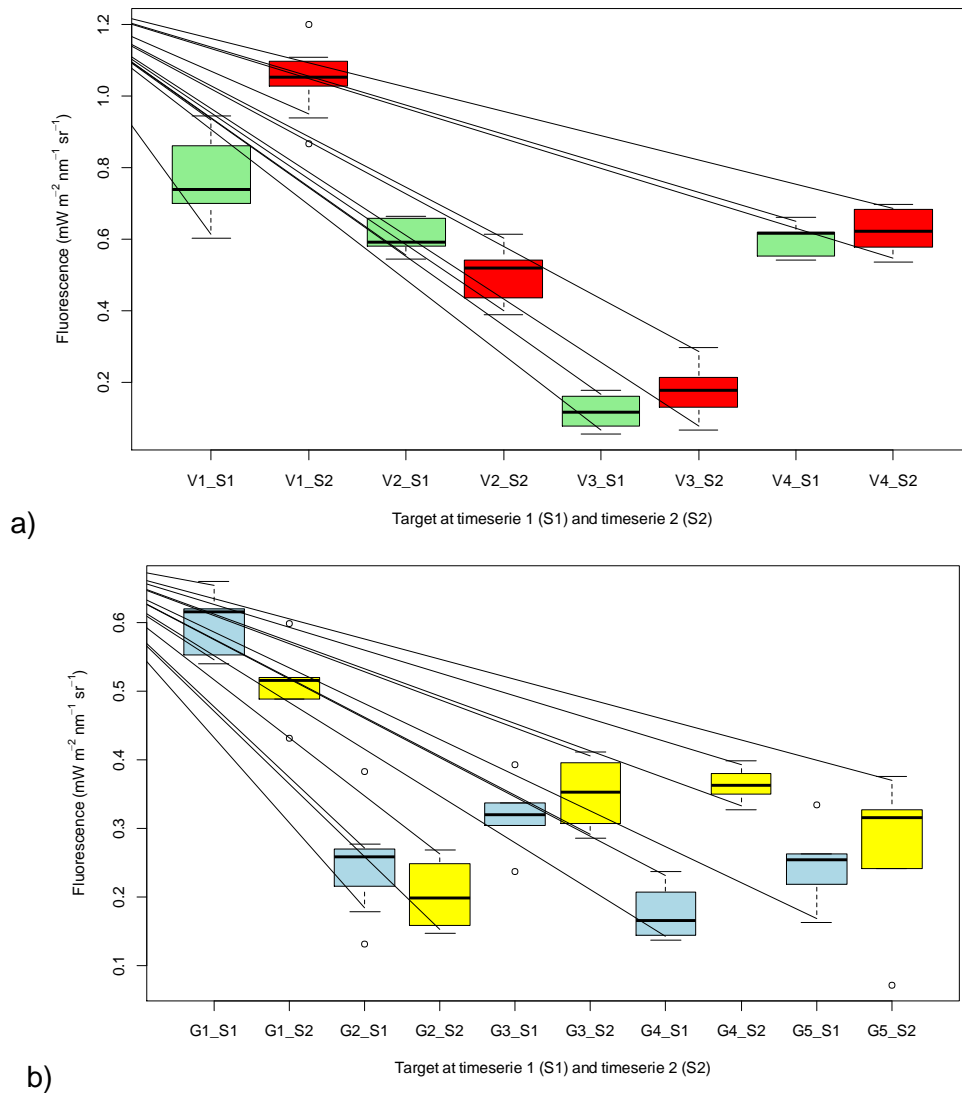 1.2
1.0
0.8
0.6
0.4
0.2
Fluorescence (mW m⁻² nm⁻¹ sr⁻¹)
V1_S1 V1_S2 V2_S1 V2_S2 V3_S1 V3_S2 V4_S1 V4_S2
Target at timeserie 1 (S1) and timeserie 2 (S2)
a)
0.6
0.5
0.4
0.3
0.2
0.1
Fluorescence (mW m⁻² nm⁻¹ sr⁻¹)
G1_S1 G1_S2 G2_S1 G2_S2 G3_S1 G3_S2 G4_S1 G4_S2 G5_S1 G5_S2
Target at timeserie 1 (S1) and timeserie 2 (S2)
b)